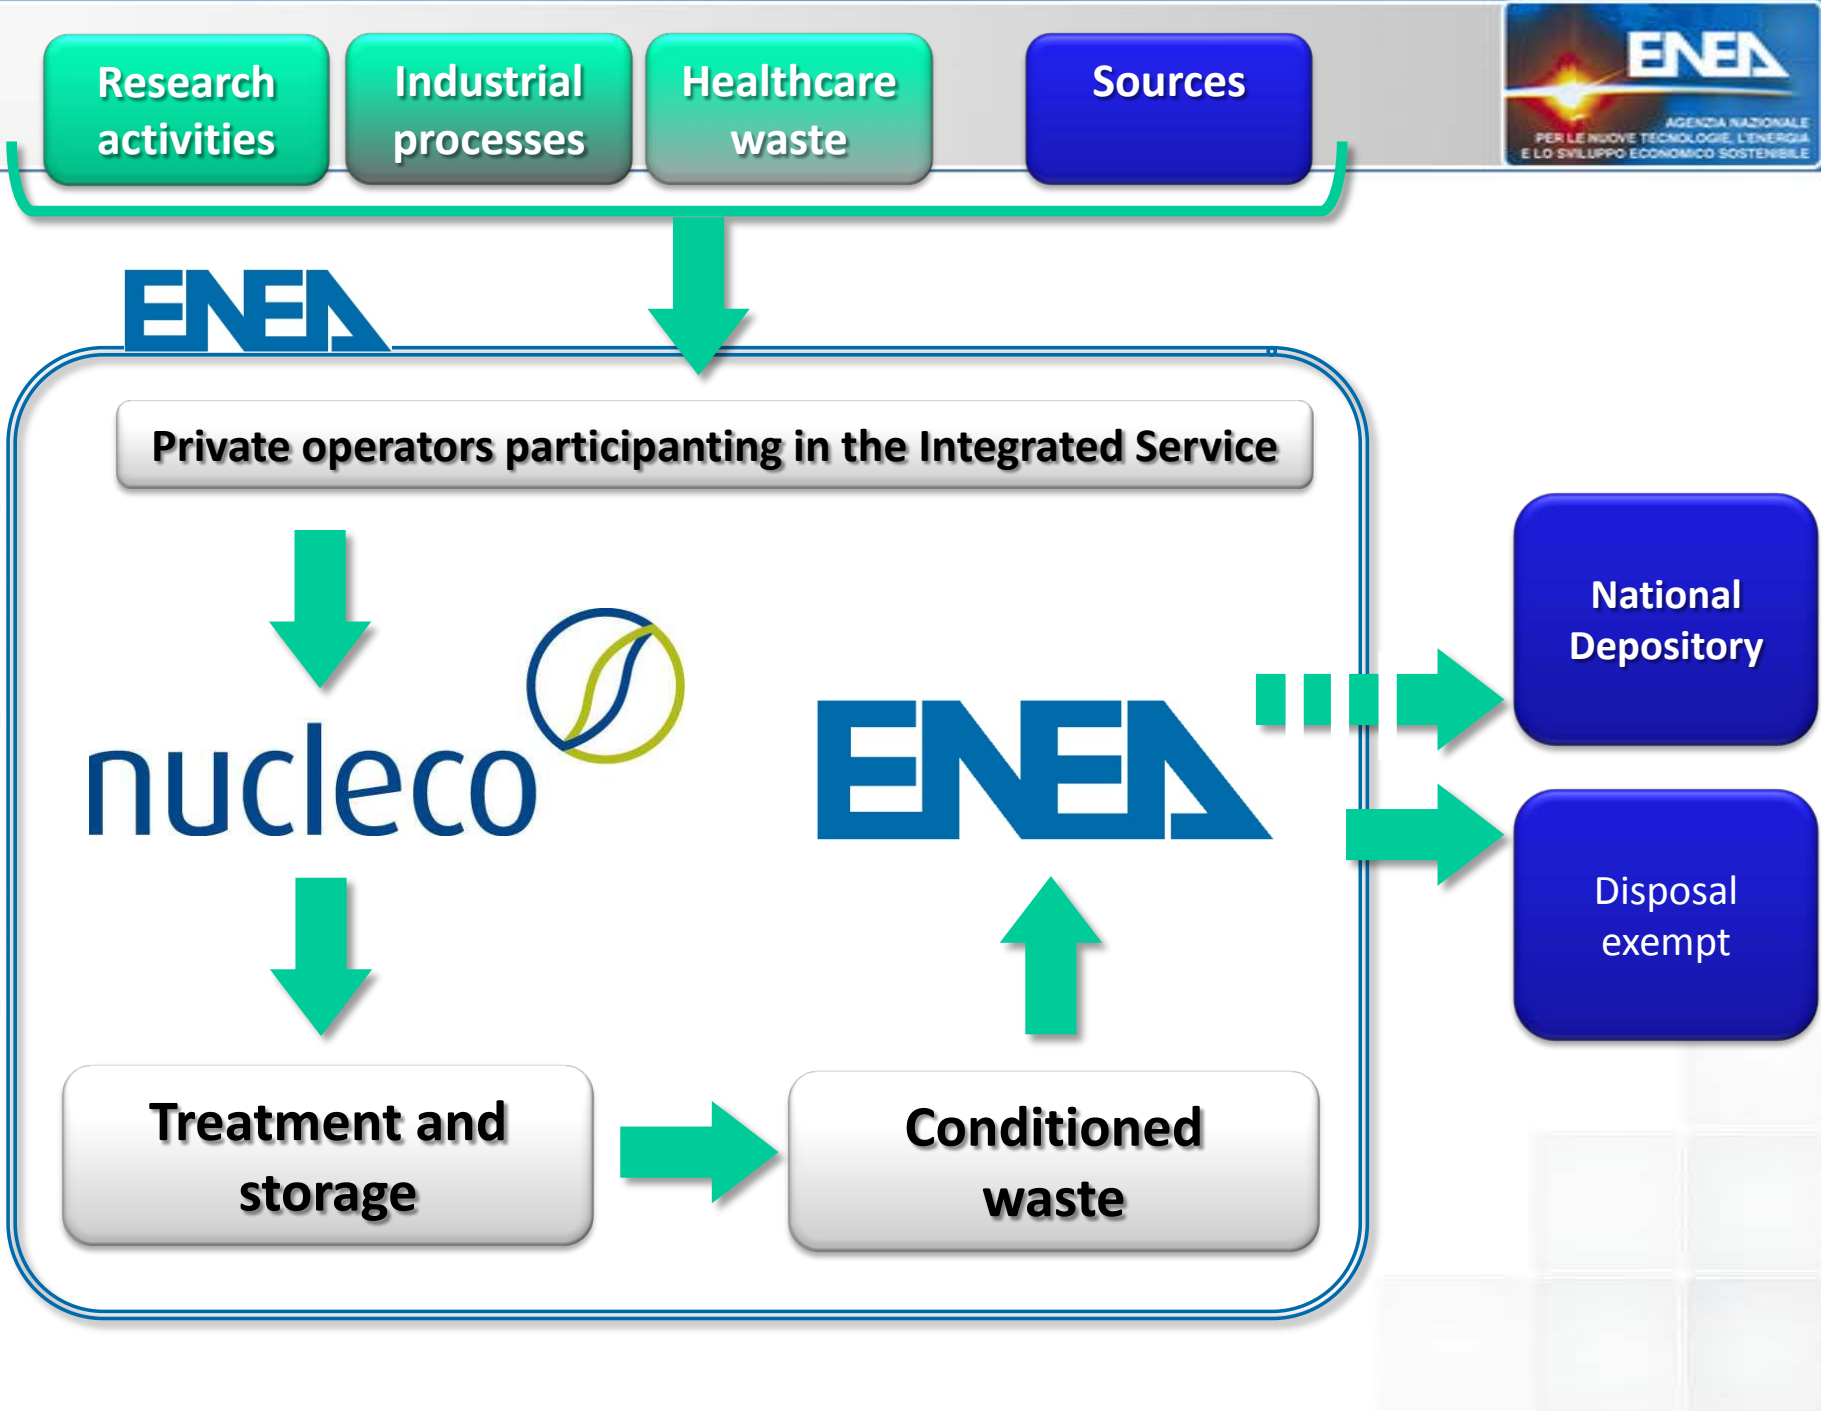 Research
activities
Industrial
processes
Healthcare
waste
Sources
ENEA
AGENZIA NAZIONALE
PER LE NUOVE TECNOLOGIE, L'ENERGIA
E LO SVILUPPO ECONOMICO SOSTENIBILE
ENEA
Private operators participanting in the Integrated Service
nucleco
ENEA
National
Depository
Disposal
exempt
Treatment and
storage
Conditioned
waste